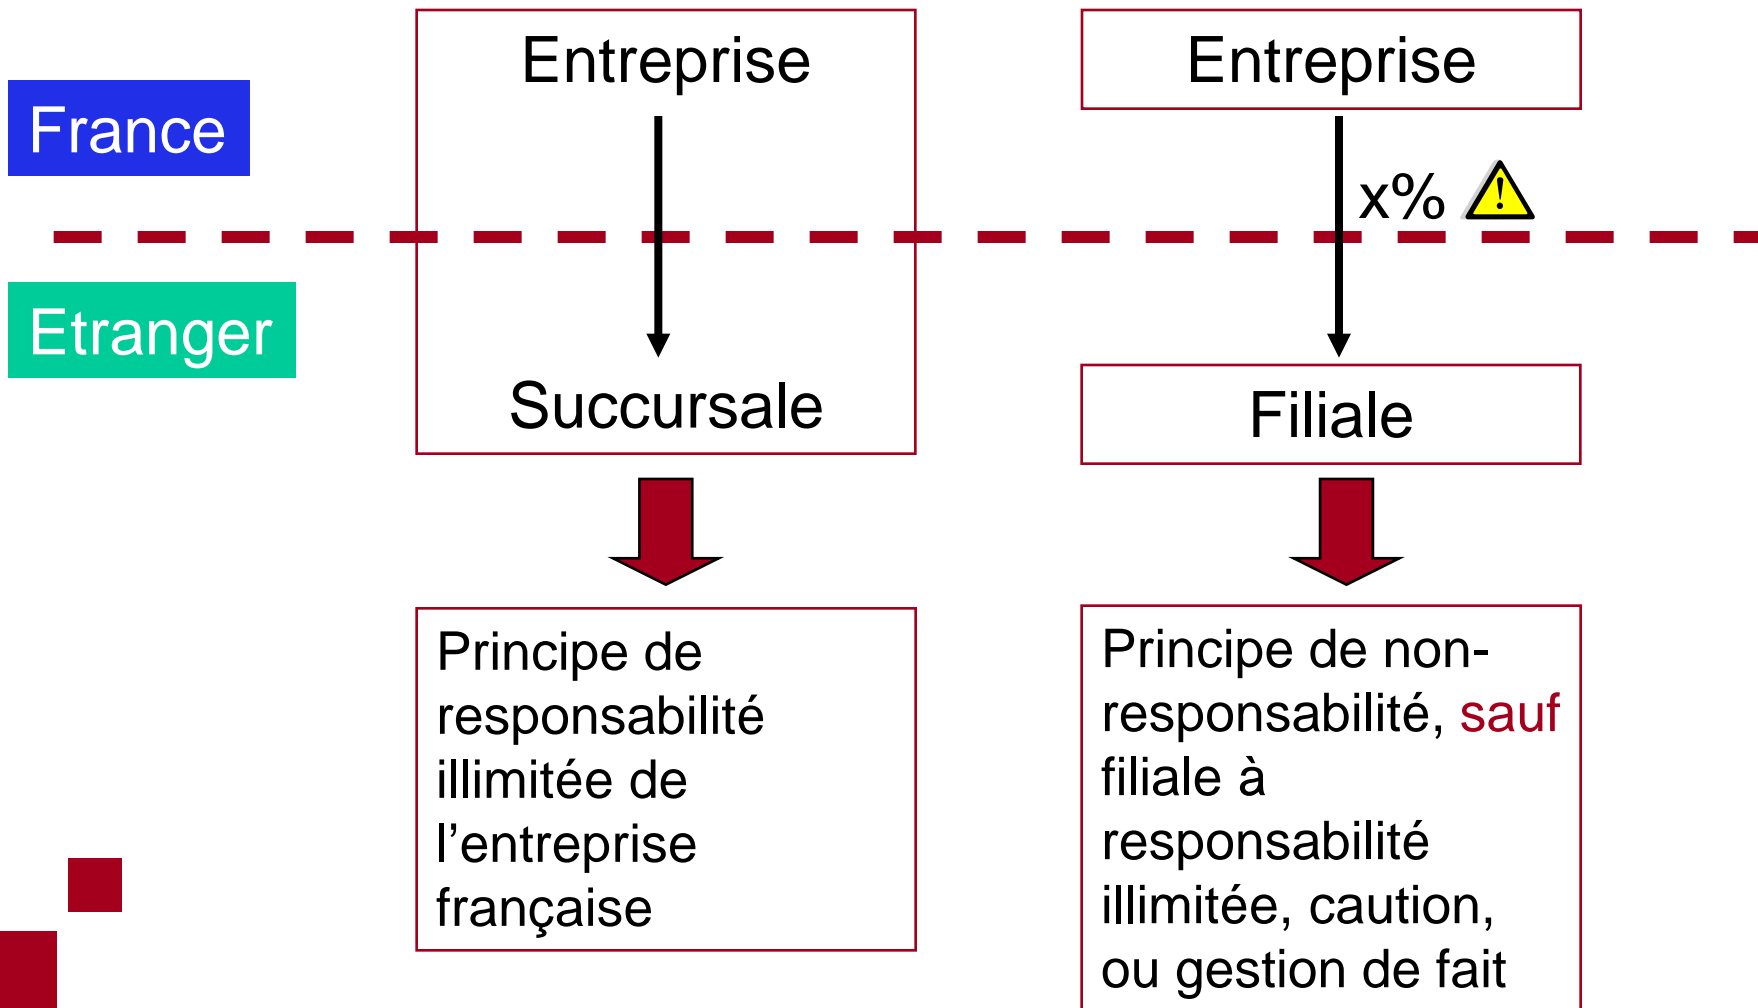 Entreprise
Entreprise
France
x%
Etranger
Succursale
Filiale
Principe de
responsabilité
illimitée de
l’entreprise
française
Principe de non-
responsabilité, sauf
filiale à
responsabilité
illimitée, caution,
ou gestion de fait